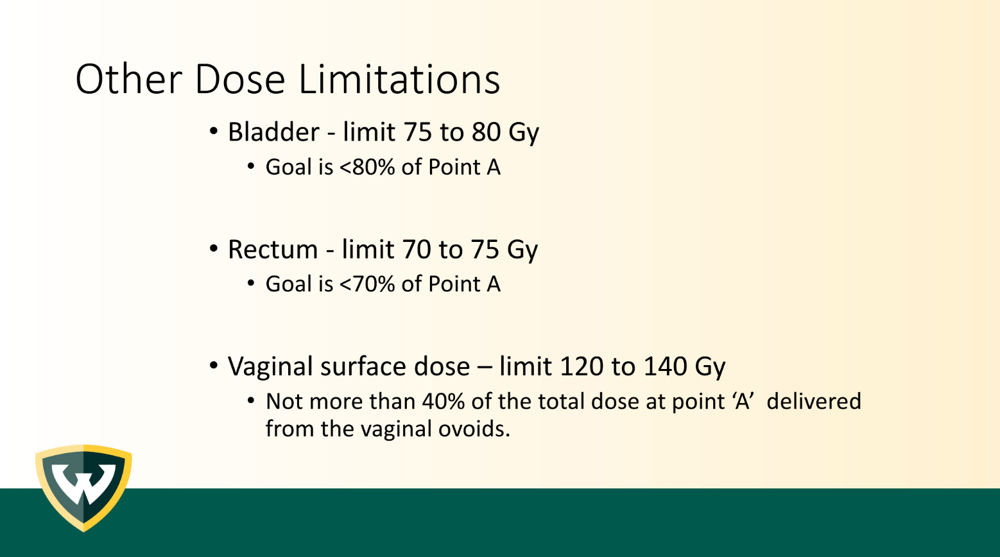 Other Dose Limitations
• Bladder - limit 75 to 80 Gy
• Goal is <80% of Point A
• Rectum - limit 70 to 75 Gy
• Goal is <70% of Point A
• Vaginal surface dose – limit 120 to 140 Gy
• Not more than 40% of the total dose at point ‘A’  delivered
from the vaginal ovoids.
W